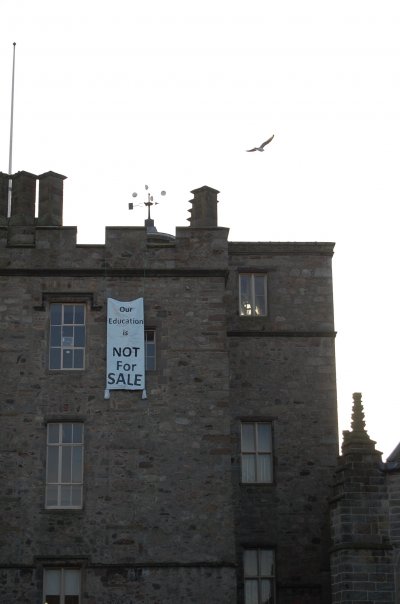 Our
Education
is
NOT
For
SALE